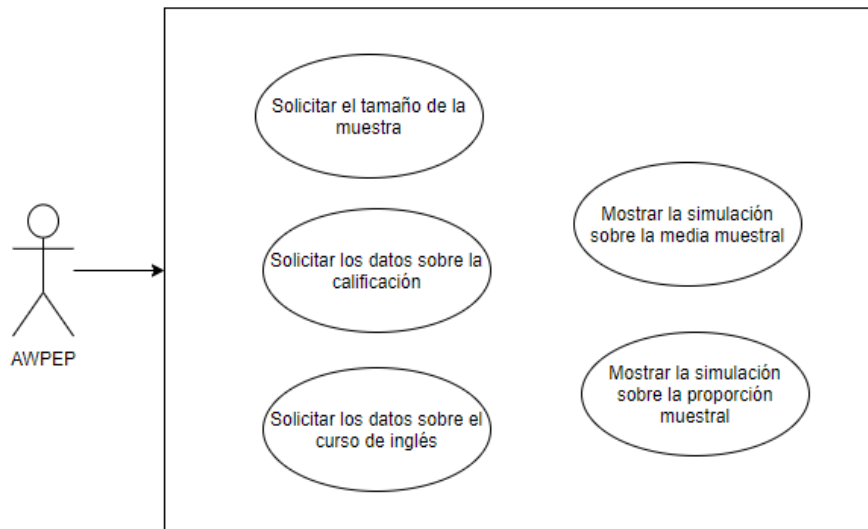 Solicitar el tamaño de la
muestra
Mostrar la simulación
sobre la media muestral
Solicitar los datos sobre la
calificación
AWPEP
Mostrar la simulación
sobre la proporción
muestral
Solicitar los datos sobre el
curso de inglés